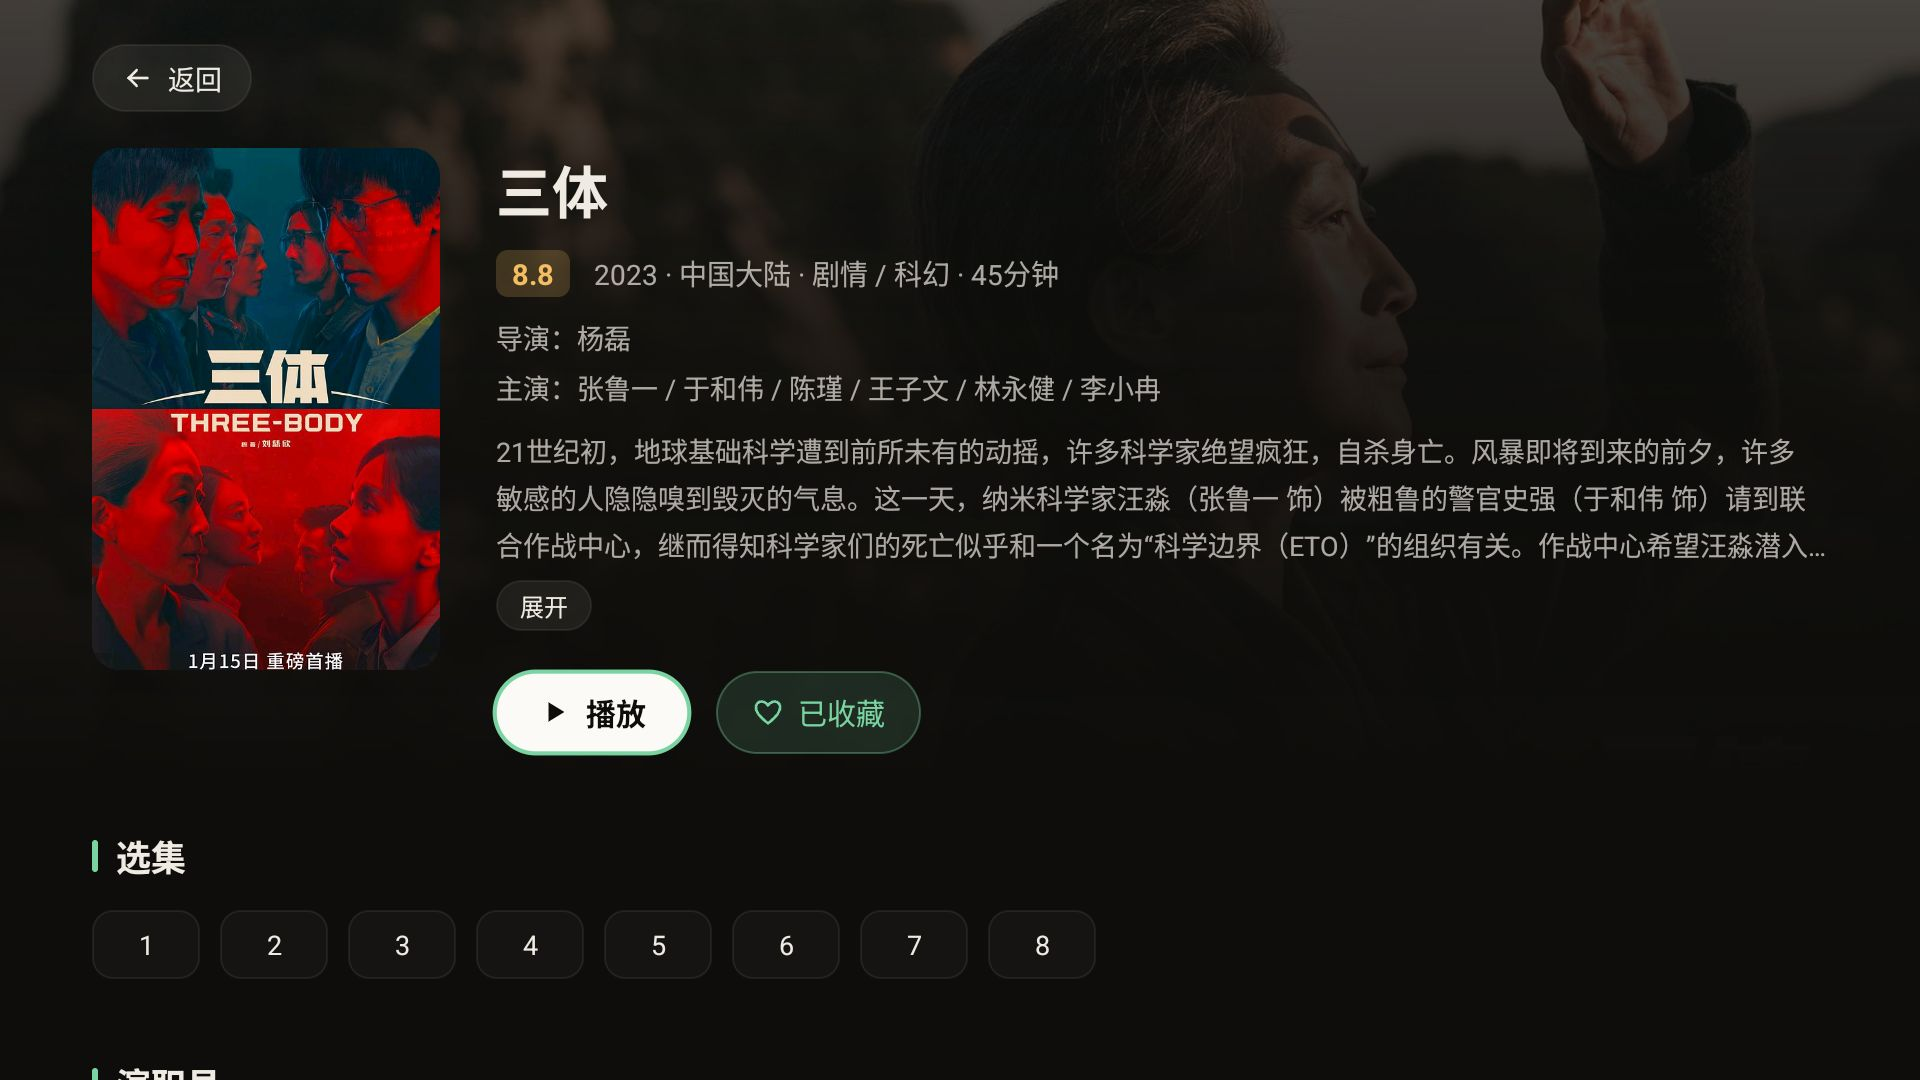 返回
三体
8.8 2023 · 中国大陆 · 剧情 / 科幻 · 45分钟
导演：杨磊
主演：张鲁一 / 于和伟 / 陈瑾 / 王子文 / 林永健 / 李小冉
21世纪初，地球基础科学遭到前所未有的动摇，许多科学家绝望疯狂，自杀身亡。风暴即将到来的前夕，许多
敏感的人隐隐嗅到毁灭的气息。这一天，纳米科学家汪淼（张鲁一 饰）被粗鲁的警官史强（于和伟 饰）请到联
合作战中心，继而得知科学家们的死亡似乎和一个名为“科学边界（ETO）”的组织有关。作战中心希望汪淼潜入...
展开
播放 已收藏
三体
THREE-BODY
原著/刘慈欣
1月15日 重磅首播
选集
1 2 3 4 5 6 7 8
演职员